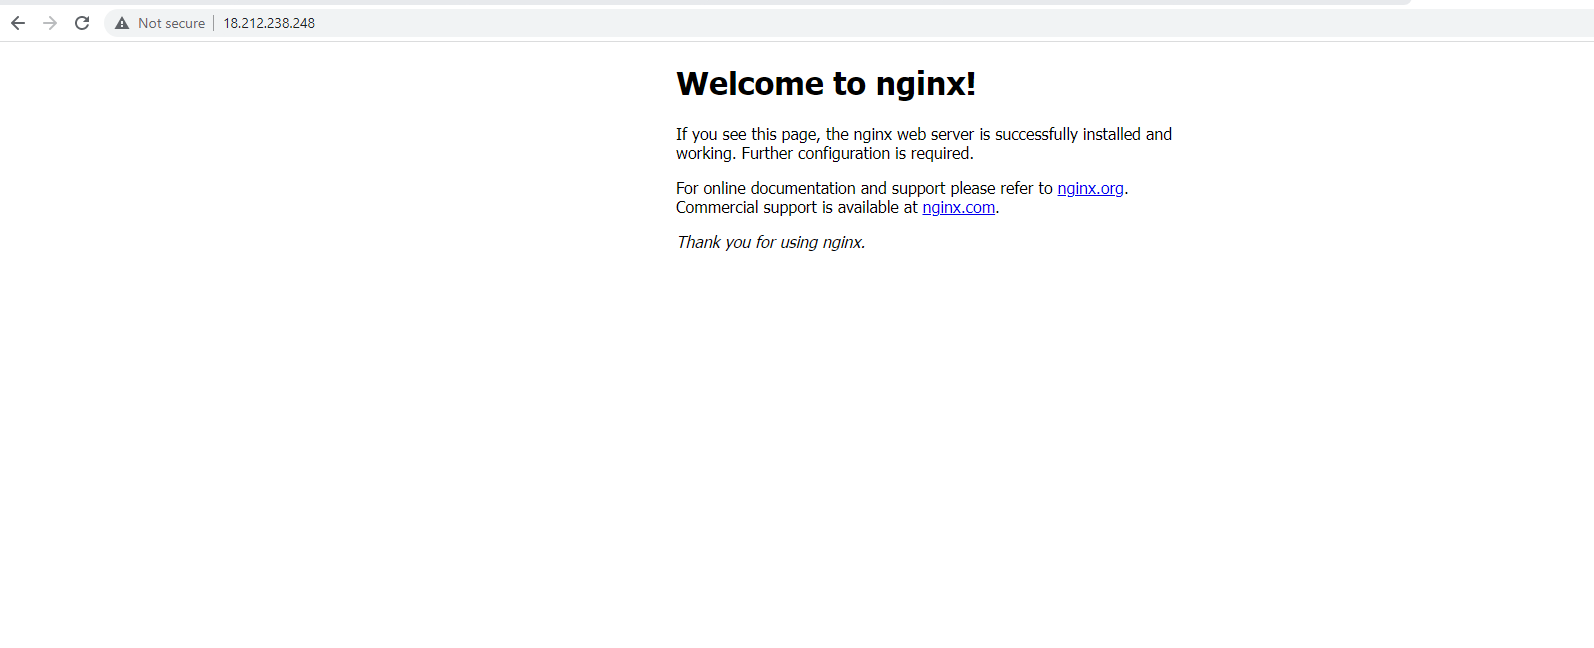 Not secure 18.212.238.248
Welcome to nginx!
If you see this page, the nginx web server is successfully installed and
working. Further configuration is required.
For online documentation and support please refer to nginx.org.
Commercial support is available at nginx.com.
Thank you for using nginx.